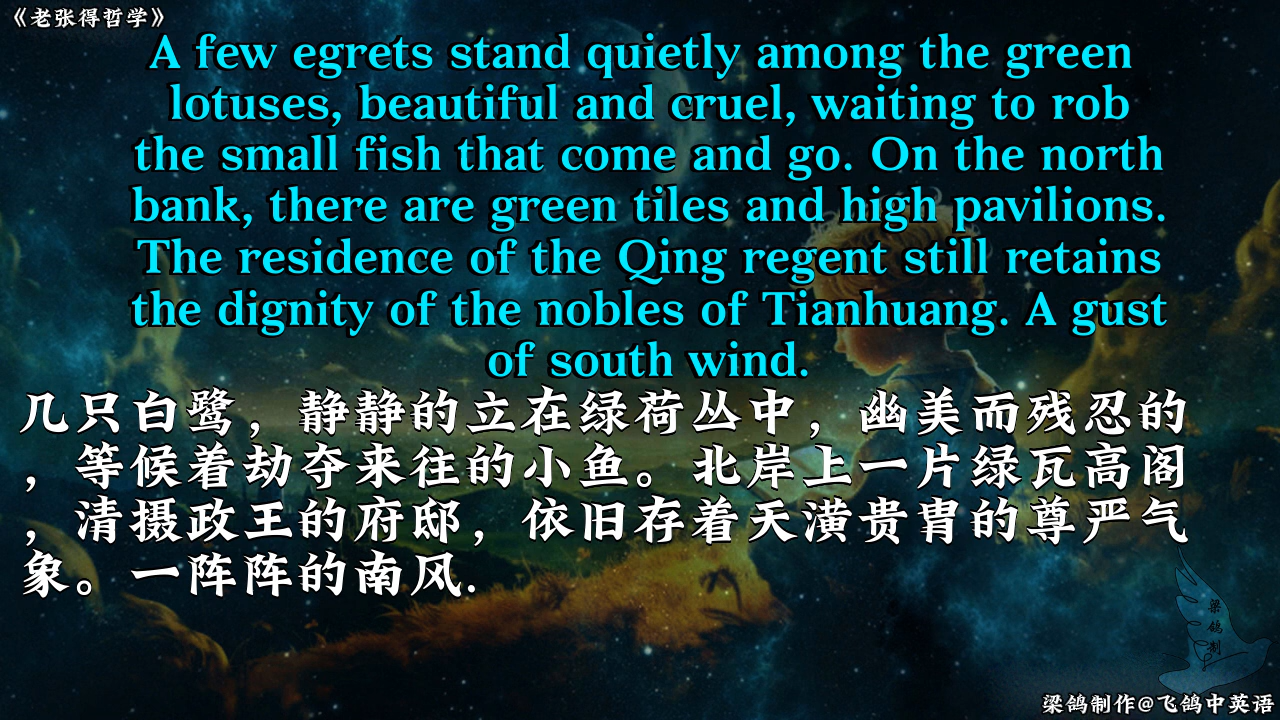 《老张得哲学》
A few egrets stand quietly among the green
lotuses, beautiful and cruel, waiting to rob
the small fish that come and go. On the north
bank, there are green tiles and high pavilions.
The residence of the Qing regent still retains
the dignity of the nobles of Tianhuang. A gust
of south wind.
几只白鹭，静静的立在绿荷丛中，幽美而残忍的
，等候着劫夺来往的小鱼。北岸上一片绿瓦高阁
，清摄政王的府邸，依旧存着天潢贵胄的尊严气
象。一阵阵的南风.
梁鸽制
梁鸽制作@飞鸽中英语